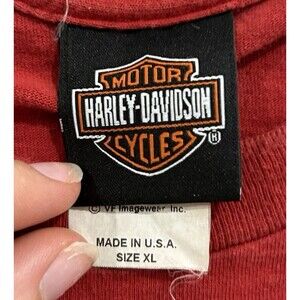 MOTOR
HARLEY-DAVIDSON
CYCLES
®
© VF Imagewear, Inc.
MADE IN U.S.A.
SIZE XL